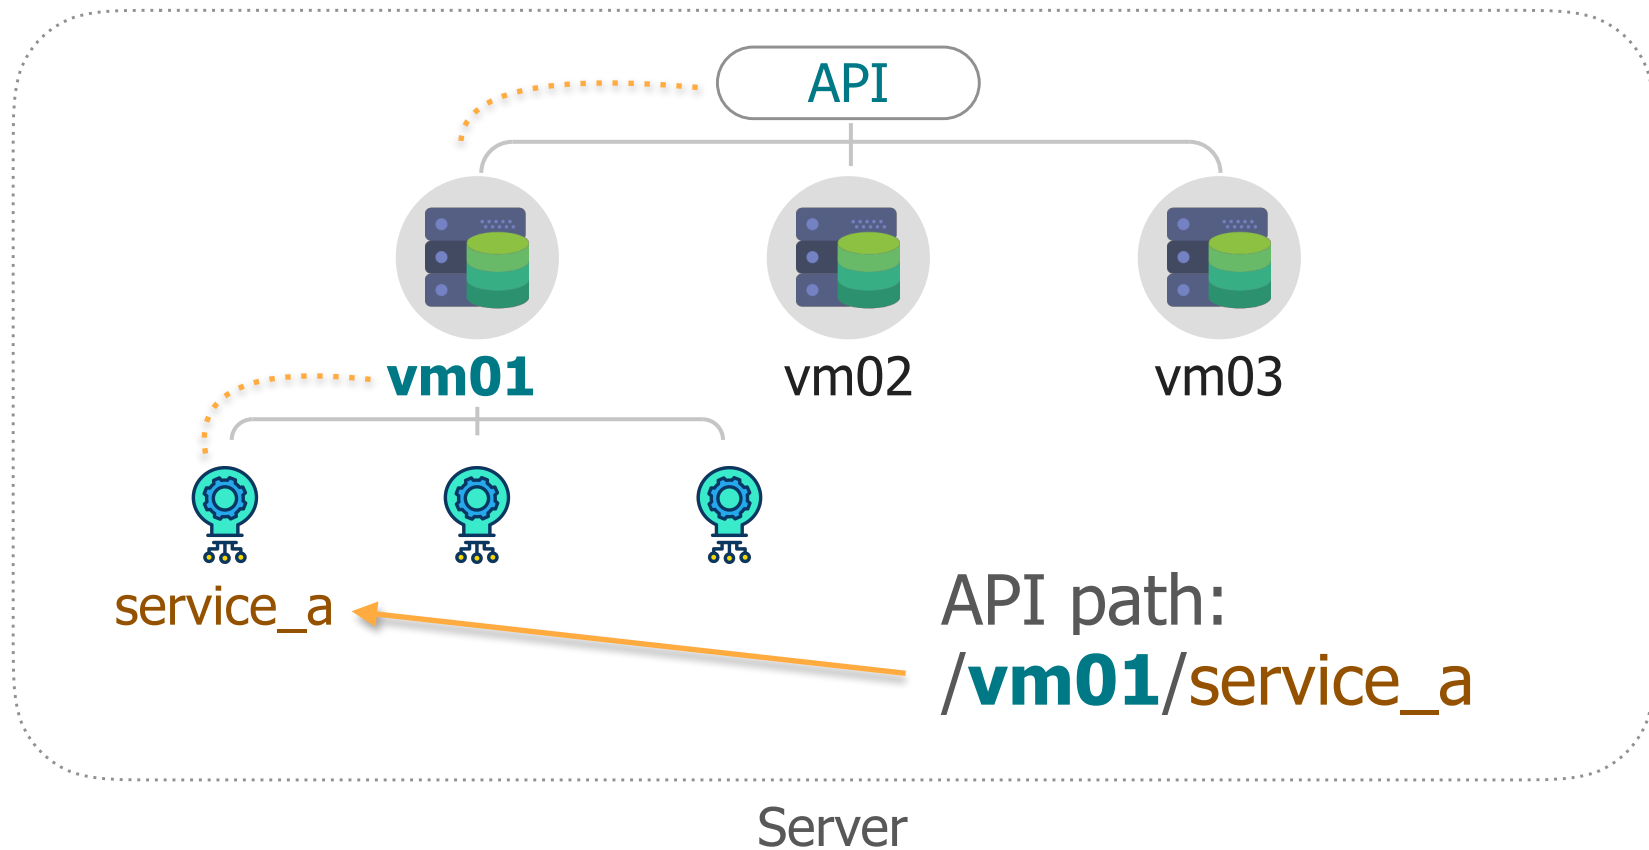 API
vm01
vm02
vm03
service_a
API path:
/vm01/service_a
Server